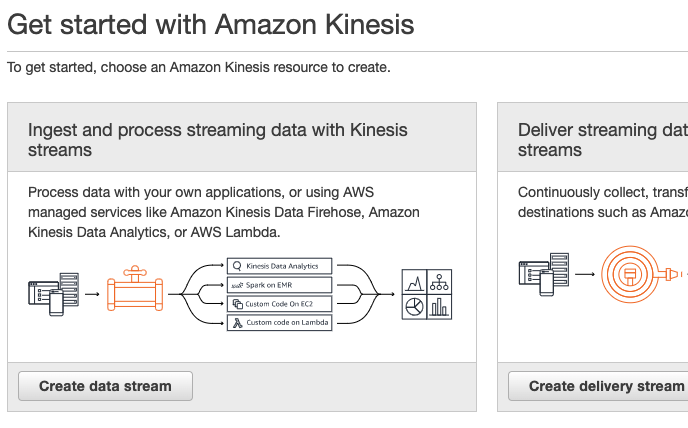 Get started with Amazon Kinesis
To get started, choose an Amazon Kinesis resource to create.
Ingest and process streaming data with Kinesis
streams
Process data with your own applications, or using AWS
managed services like Amazon Kinesis Data Firehose, Amazon
Kinesis Data Analytics, or AWS Lambda.
Kinesis Data Analytics
Spark on EMR
Custom Code On EC2
Custom code on Lambda
Create data stream
Deliver streaming dat
streams
Continuously collect, transf
destinations such as Amazo
Create delivery stream